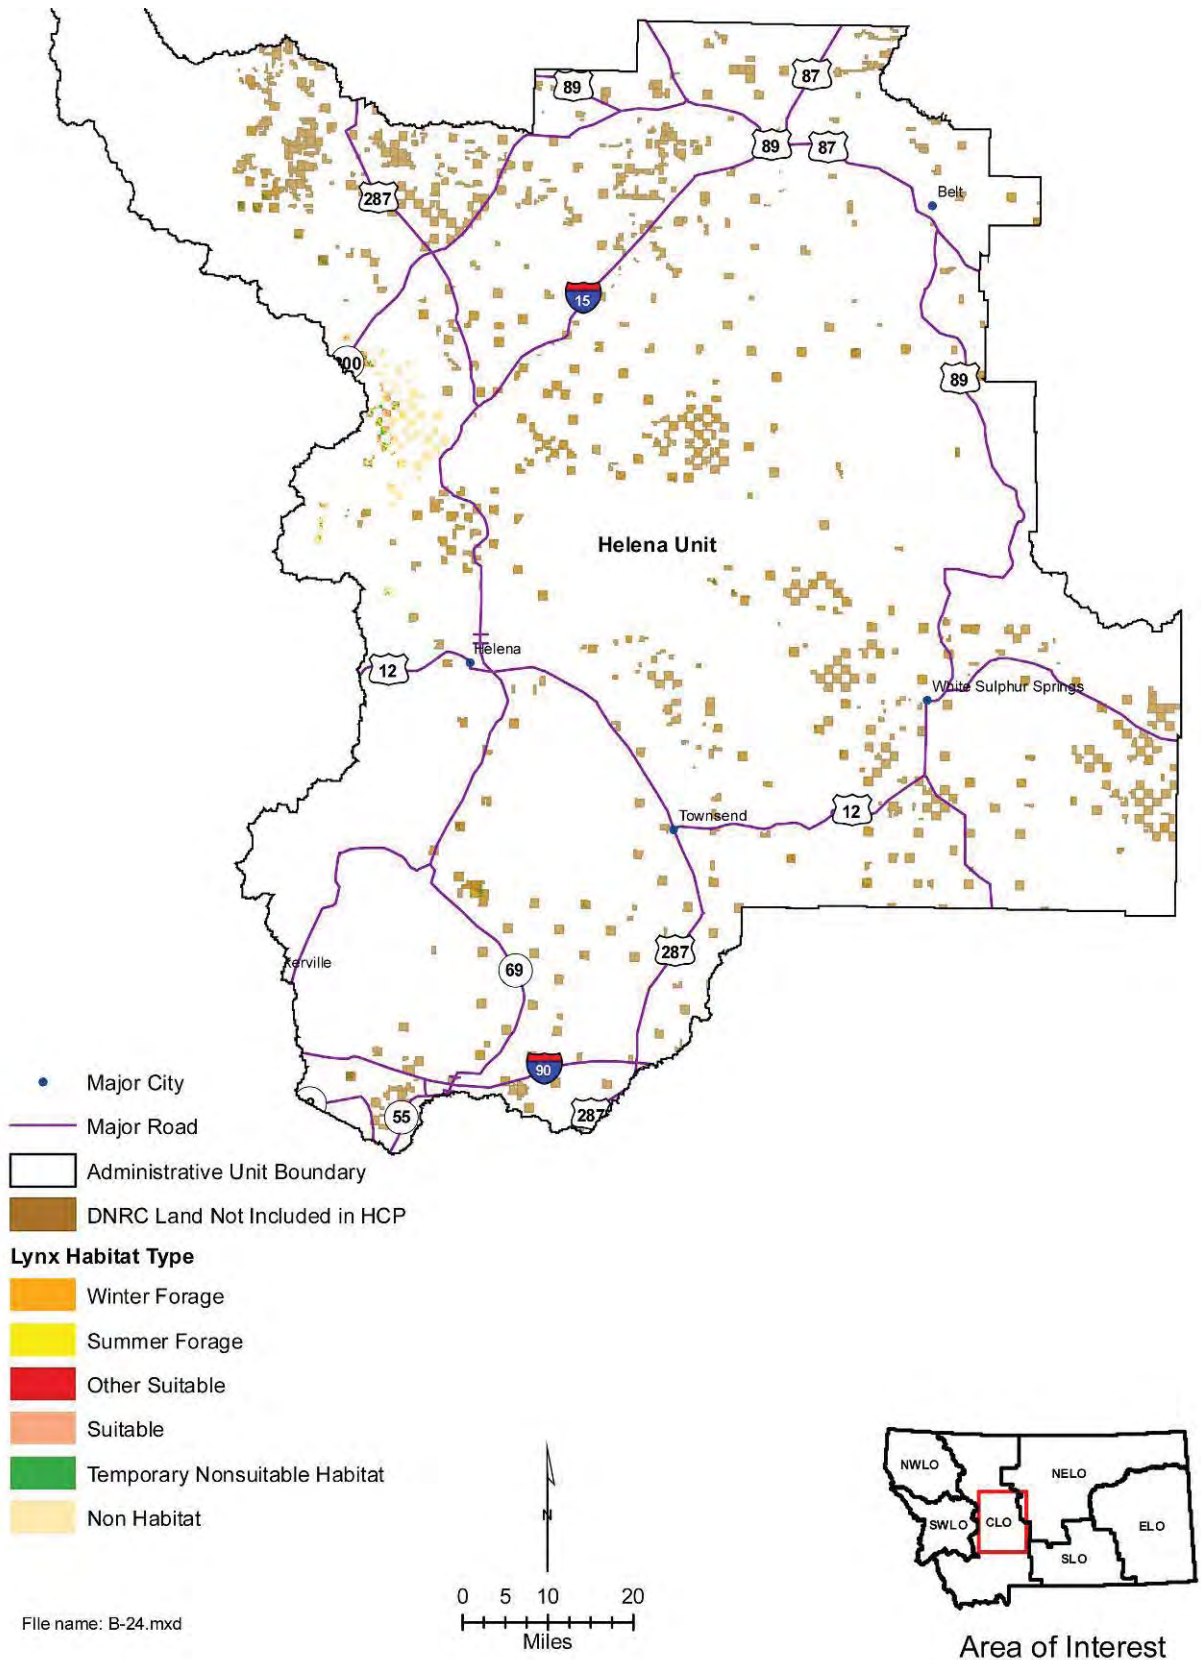 89
87
89
87
287
Belt
15
00
89
Helena Unit
Helena
12
White Sulphur Springs
Townsend
12
287
kerville
69
90
287
55
Major City
Major Road
Administrative Unit Boundary
DNRC Land Not Included in HCP
Lynx Habitat Type
Winter Forage
Summer Forage
Other Suitable
Suitable
Temporary Nonsuitable Habitat
Non Habitat
N
0 5 10 20
Miles
NWLO
NELO
SWLO
CLO
ELO
SLO
FIle name: B-24.mxd
Area of Interest